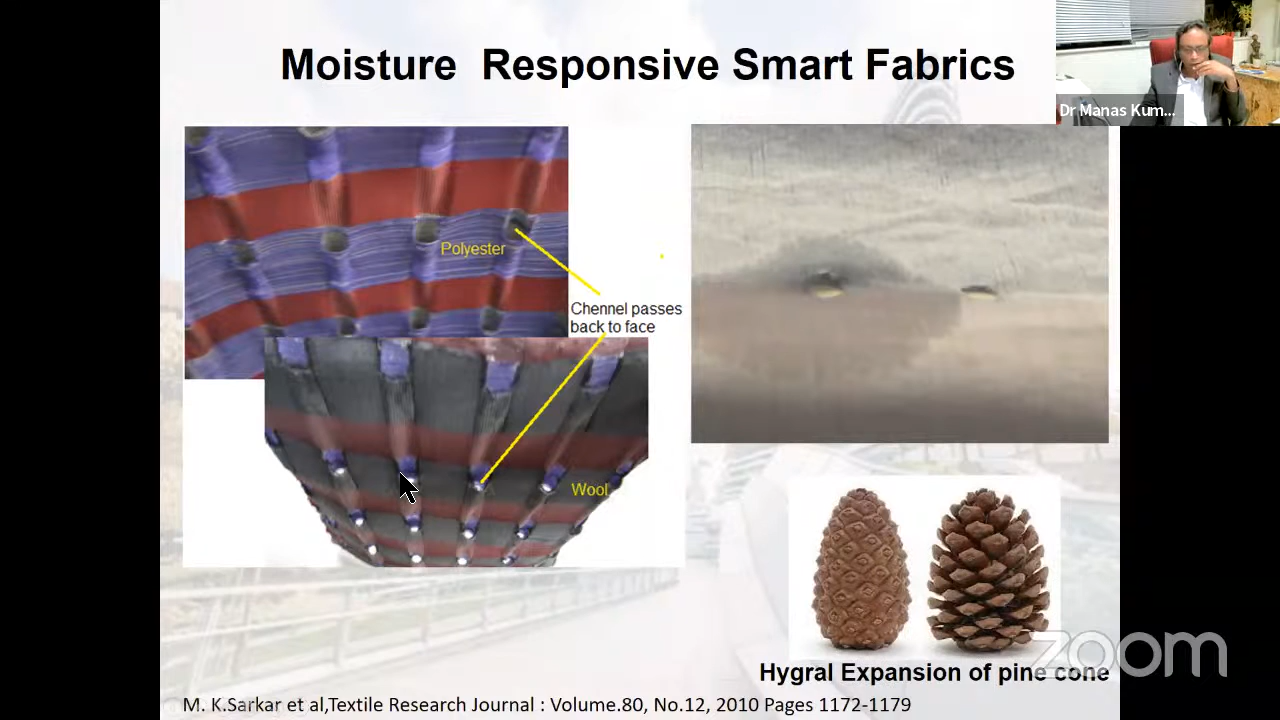 Moisture Responsive Smart Fabrics
Dr Manas Kum...
Polyester
Chennel passes
back to face
Wool
Hygral Expansion of pine cone
zoom
M. K.Sarkar et al,Textile Research Journal : Volume.80, No.12, 2010 Pages 1172-1179